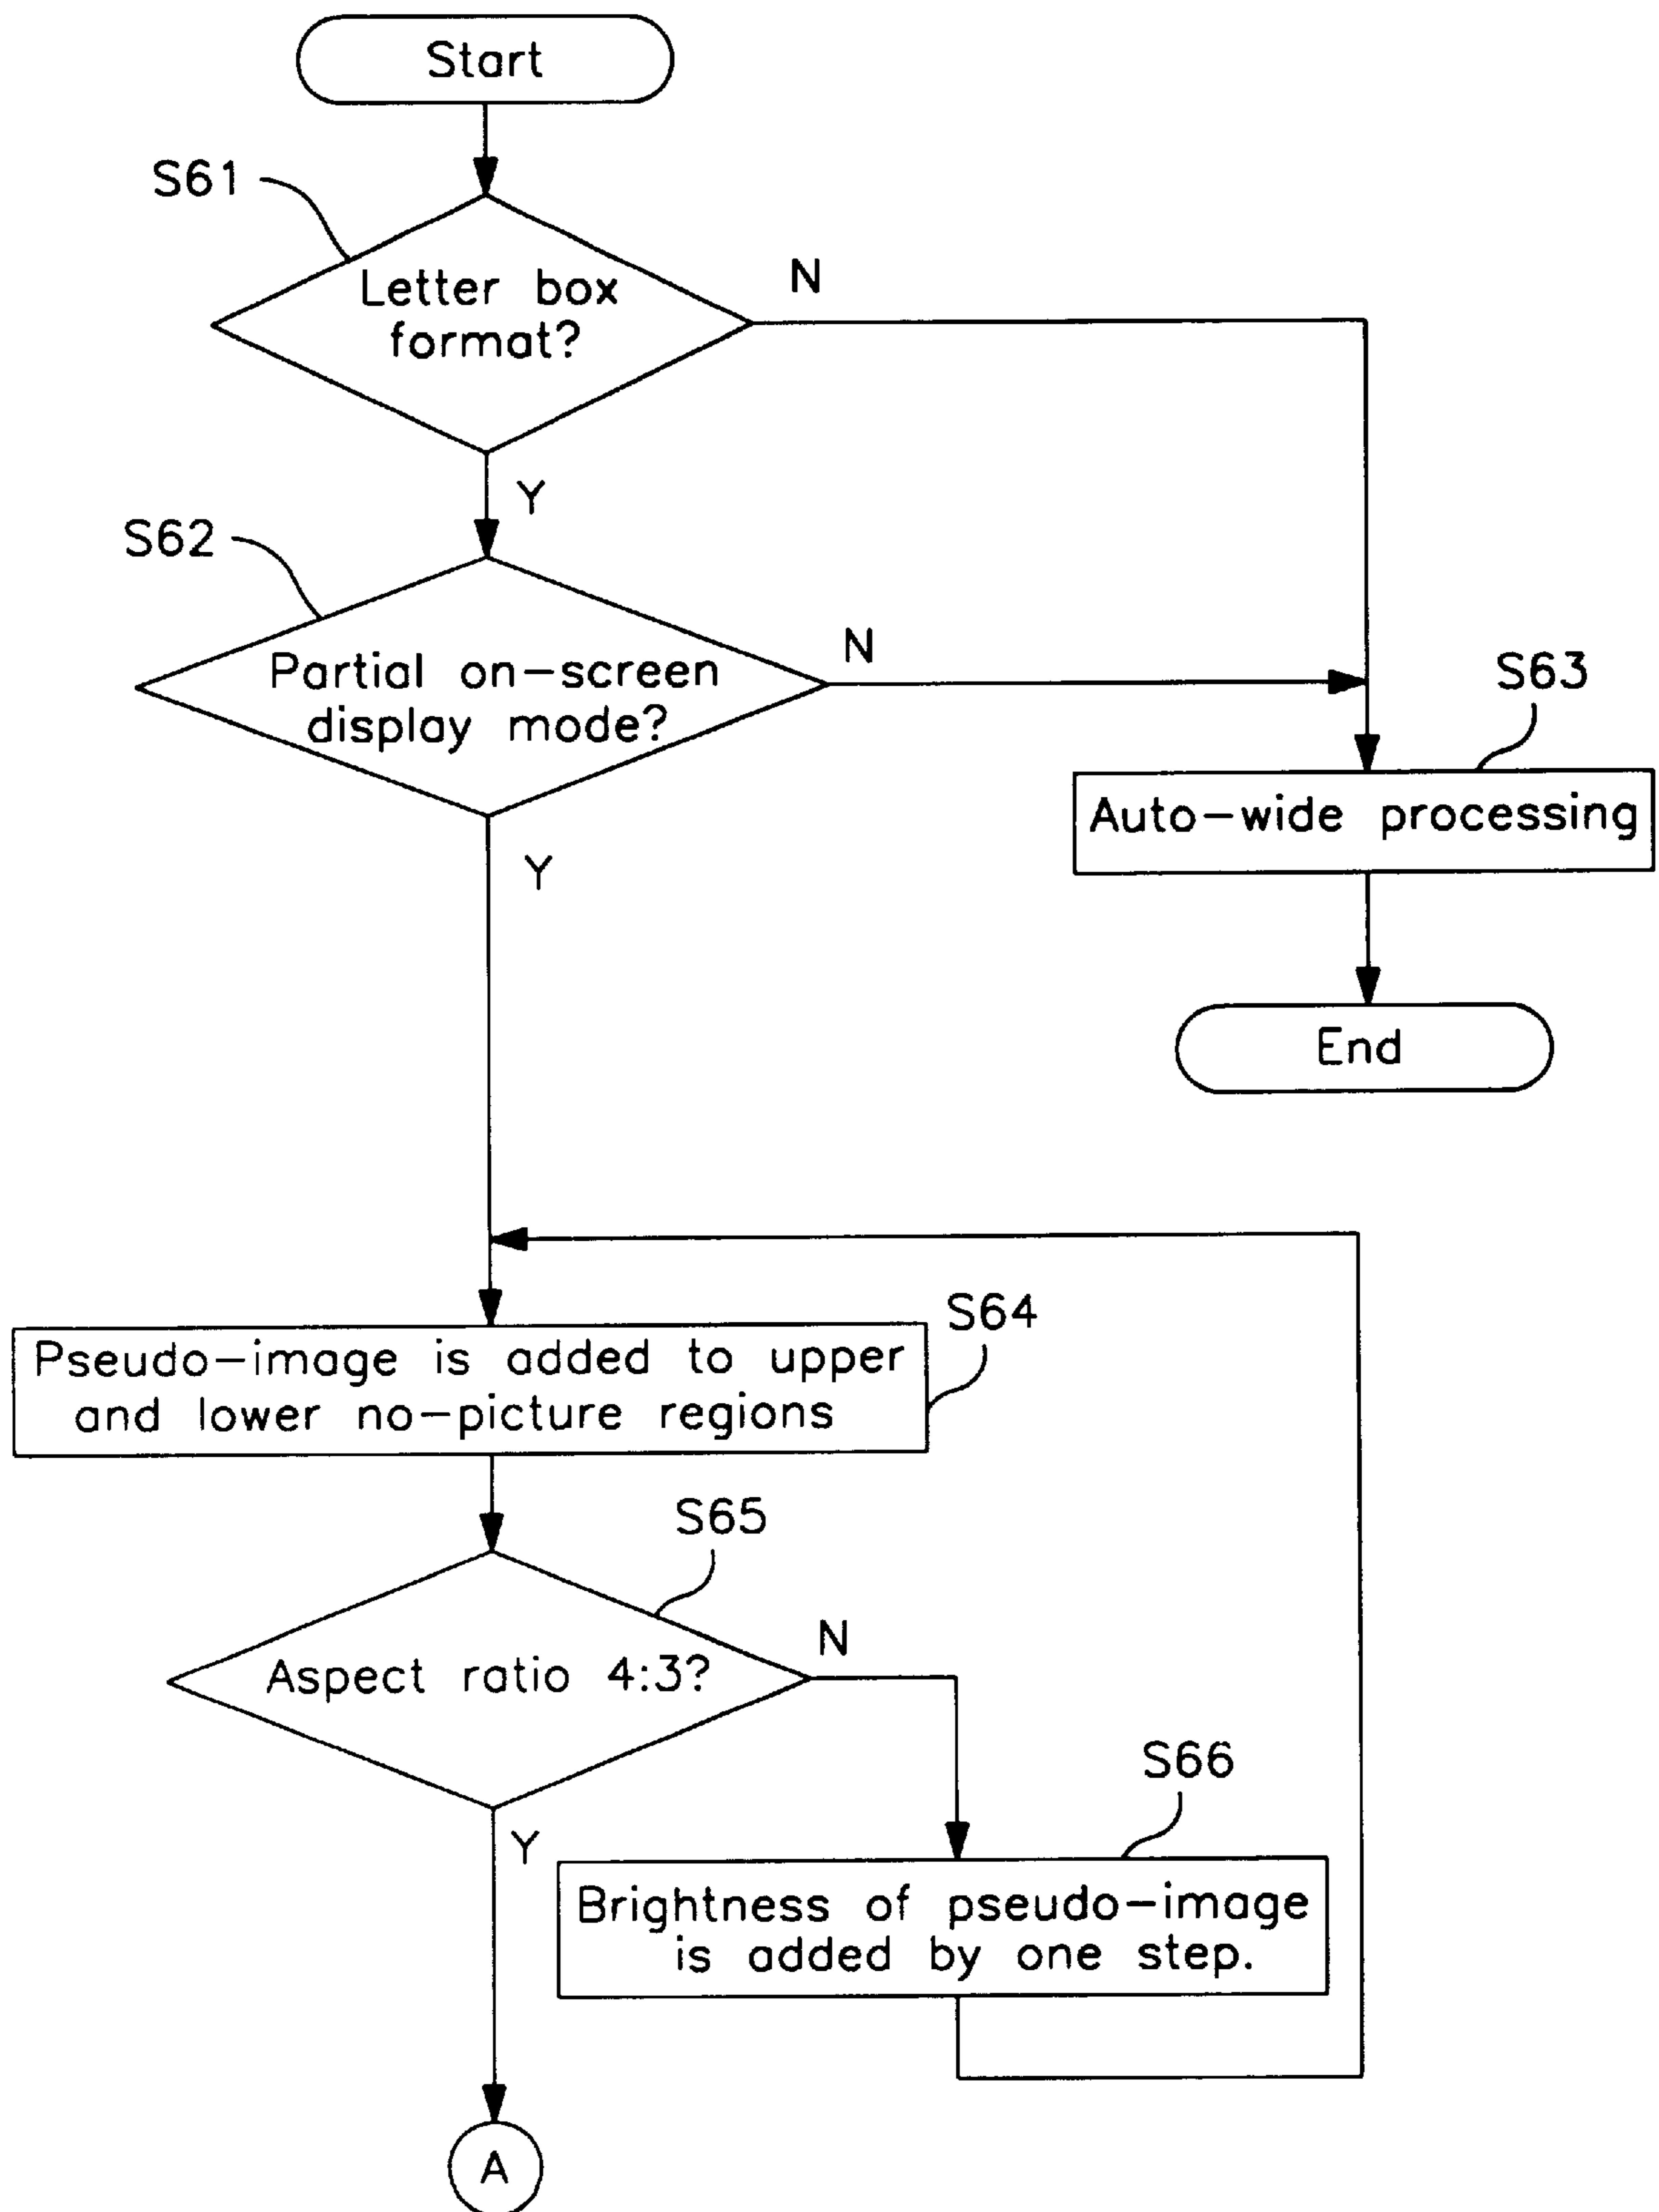 Start
S61
Letter box
format?
N
Y
S62
Partial on-screen
display mode?
N
Y
S63
Auto-wide processing
End
S64
Pseudo-image is added to upper
and lower no-picture regions
S65
Aspect ratio 4:3?
N
Y
S66
Brightness of pseudo-image
is added by one step.
A